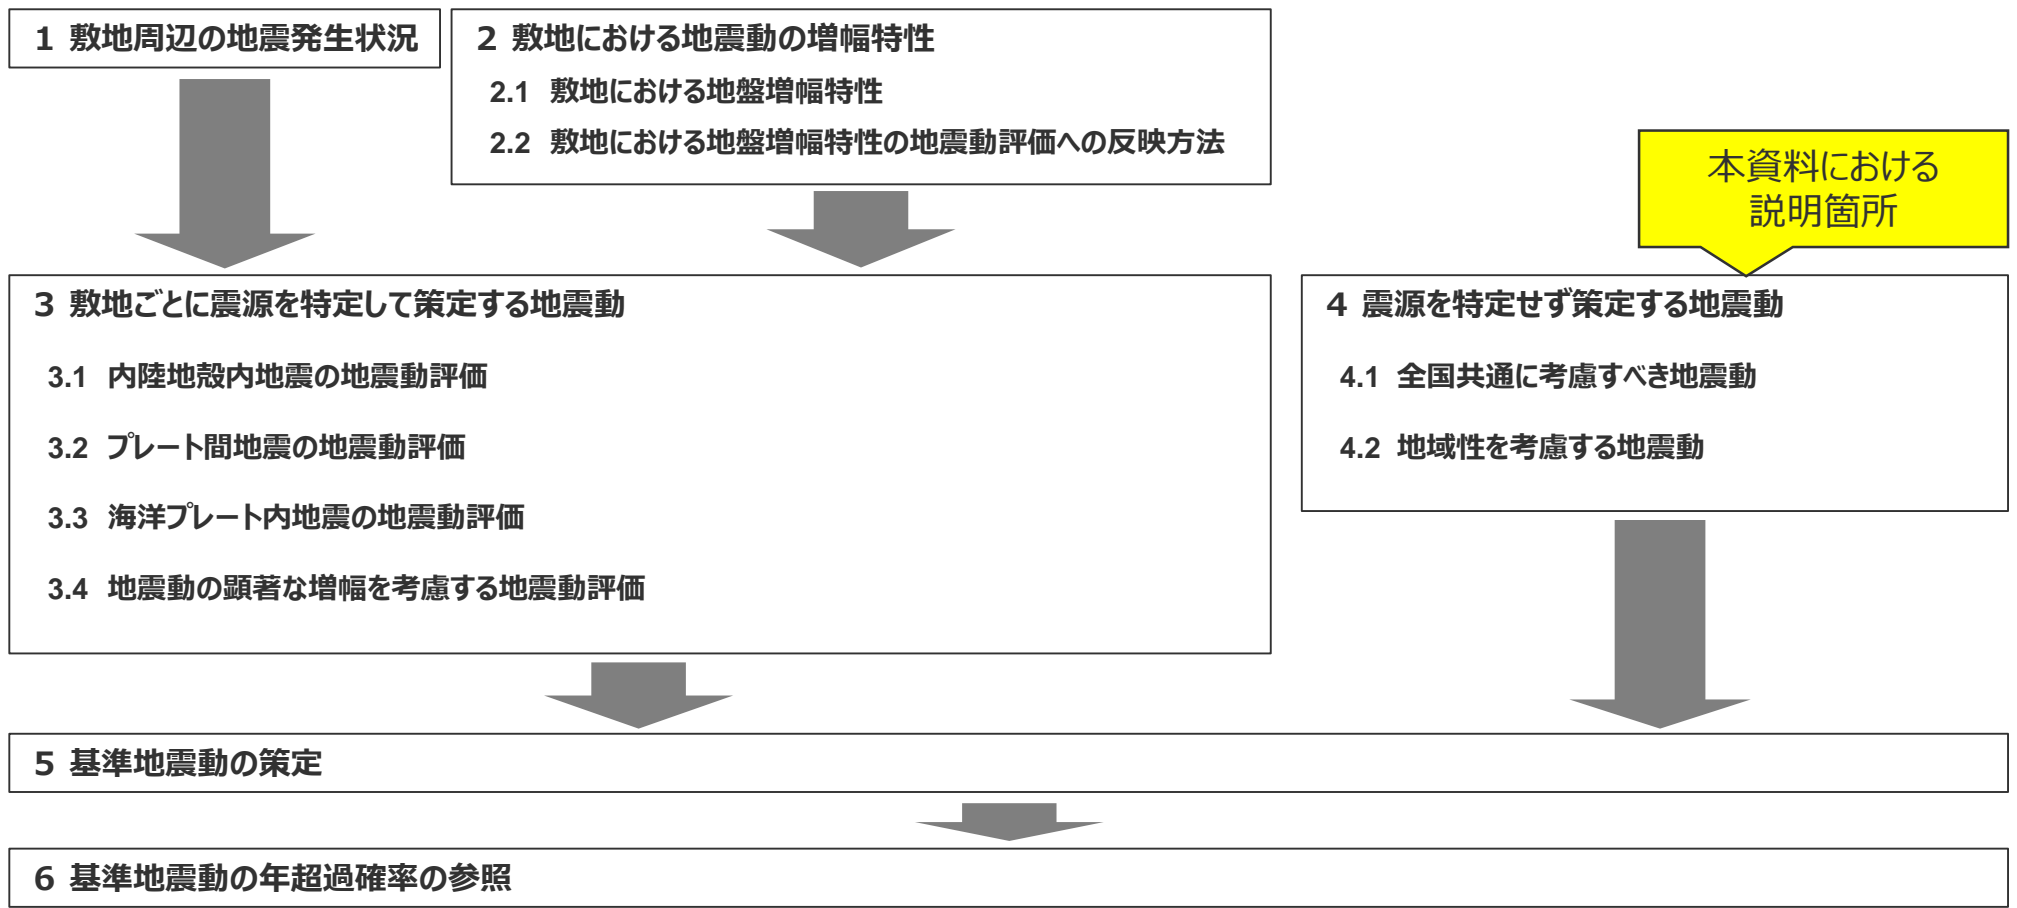 1 敷地周辺の地震発生状況
2 敷地における地震動の増幅特性
2.1 敷地における地盤増幅特性
2.2 敷地における地盤増幅特性の地震動評価への反映方法
本資料における
説明箇所
3 敷地ごとに震源を特定して策定する地震動
3.1 内陸地殻内地震の地震動評価
3.2 プレート間地震の地震動評価
3.3 海洋プレート内地震の地震動評価
3.4 地震動の顕著な増幅を考慮する地震動評価
4 震源を特定せず策定する地震動
4.1 全国共通に考慮すべき地震動
4.2 地域性を考慮する地震動
5 基準地震動の策定
6 基準地震動の年超過確率の参照